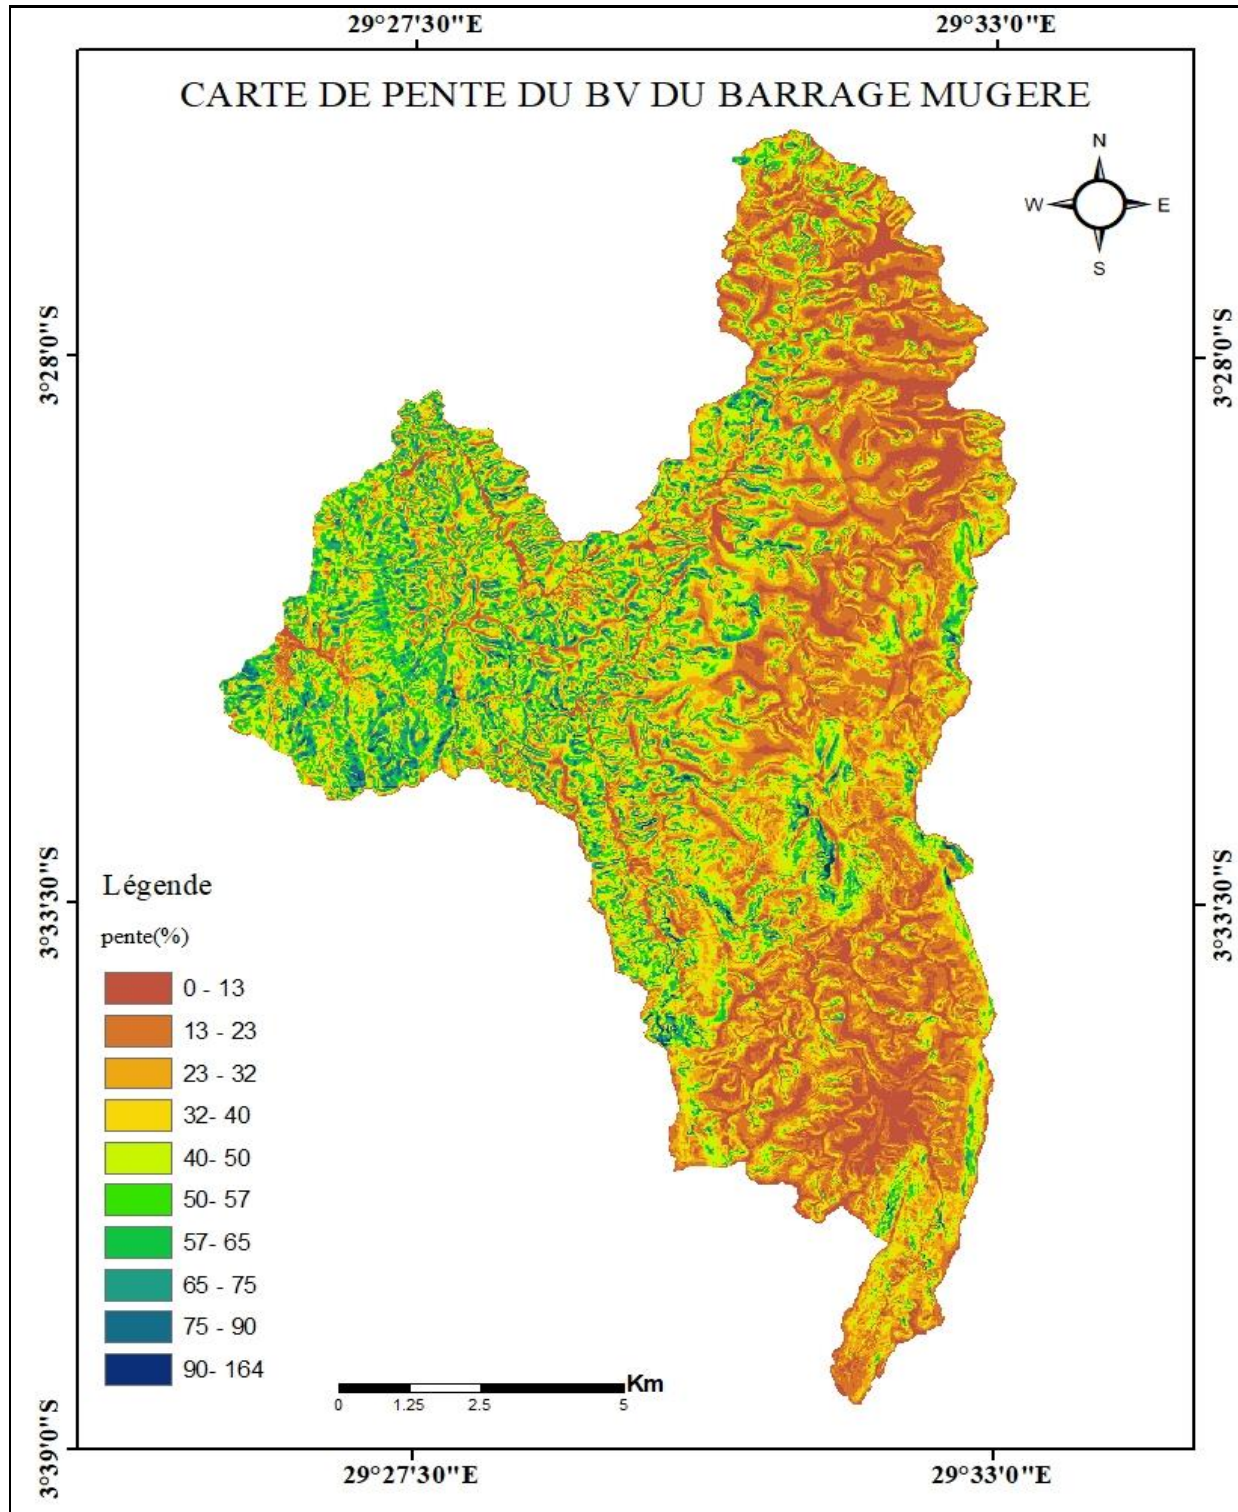 29°27'30"E
29°33'0"E
CARTE DE PENTE DU BV DU BARRAGE MUGERE
N
W
E
S
3°28'0"S
3°28'0"S
3°33'30"S
3°33'30"S
Légende
pente(%)
0 - 13
13 - 23
23 - 32
32- 40
40- 50
50- 57
57- 65
65 - 75
75 - 90
90- 164
Km
0 1.25 2.5 5
3°39'0"S
29°27'30"E
29°33'0"E